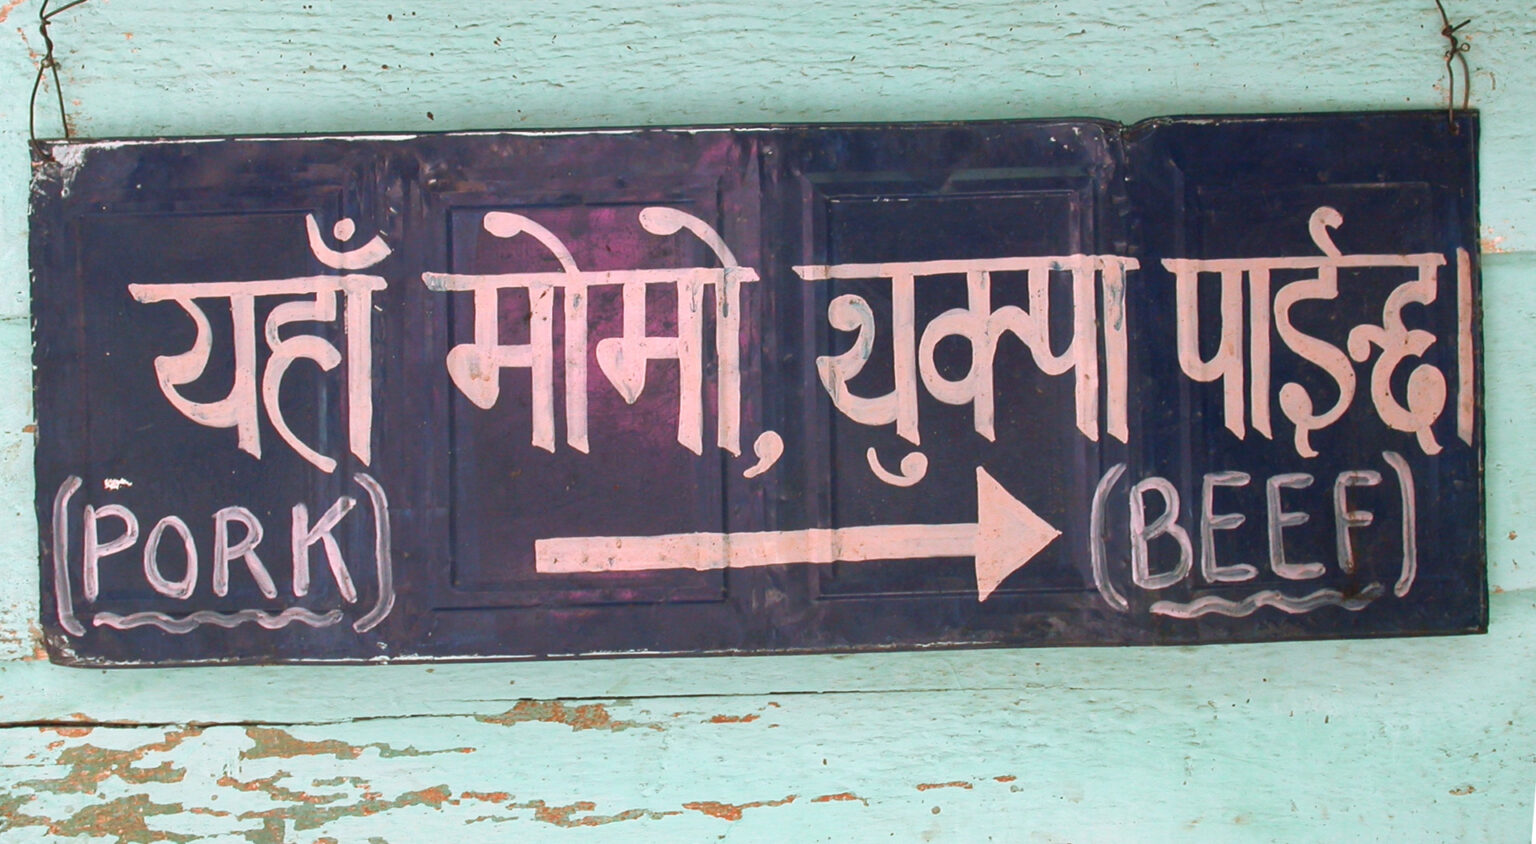 यहाँ मोमो, थुक्पा पाईन्छ।
(PORK) → (BEEF)